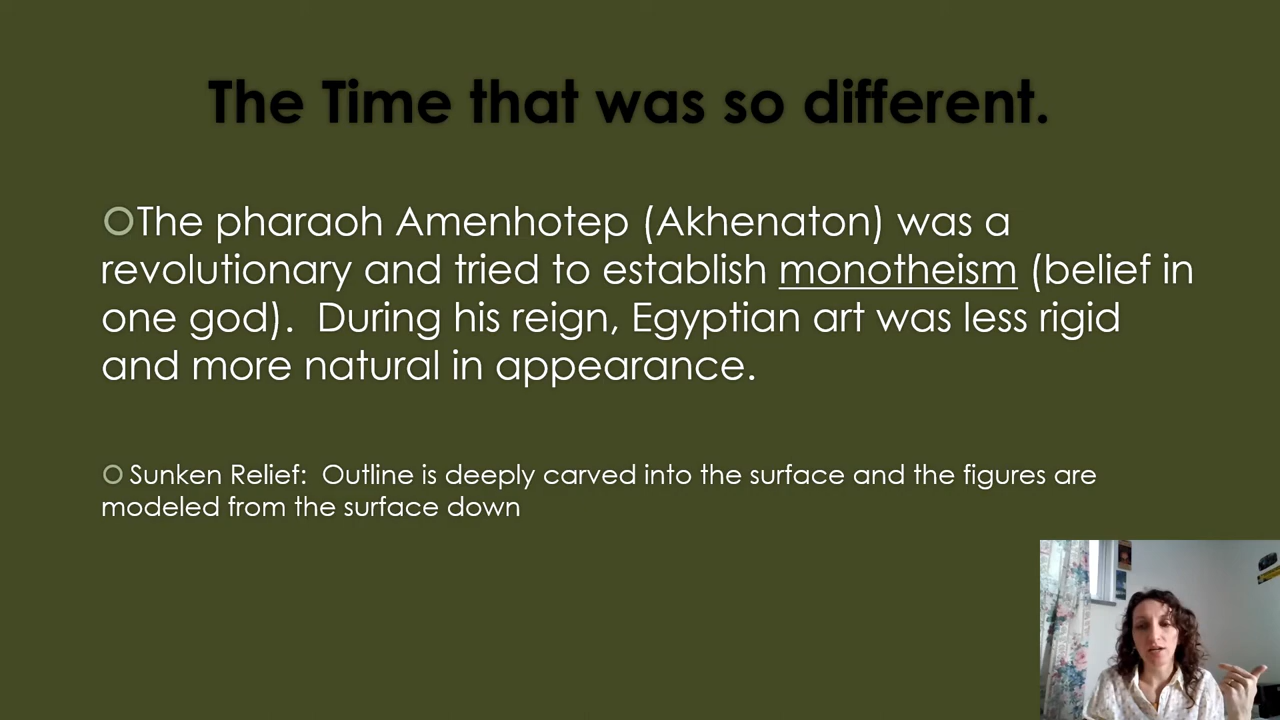 The Time that was so different.
The pharaoh Amenhotep (Akhenaton) was a
revolutionary and tried to establish monotheism (belief in
one god).  During his reign, Egyptian art was less rigid
and more natural in appearance.
Sunken Relief:  Outline is deeply carved into the surface and the figures are
modeled from the surface down